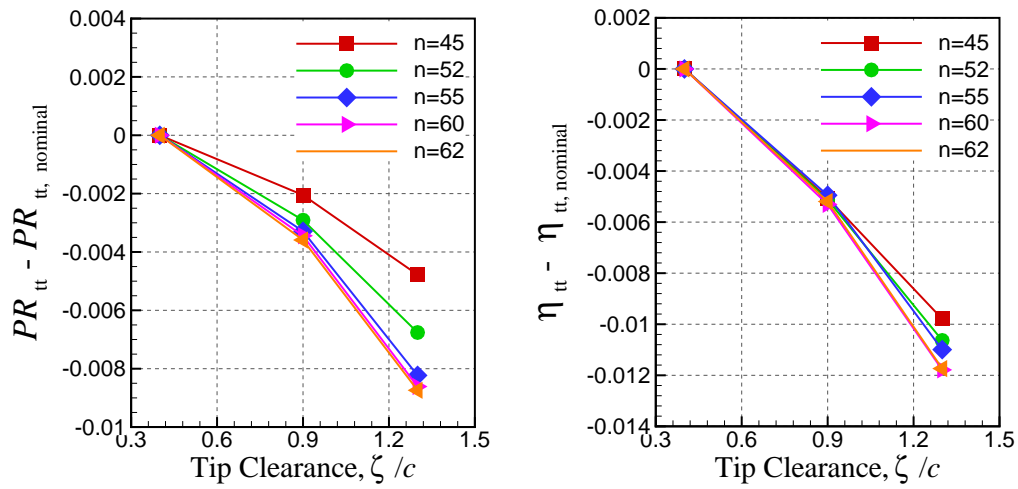 0.004
0.002
0
-0.002
-0.004
-0.006
-0.008
-0.01
0.3
0.6
0.9
1.2
1.5
PR tt - PR tt, nominal
Tip Clearance, ζ /c
n=45
n=52
n=55
n=60
n=62
0.002
0
-0.002
-0.004
-0.006
-0.008
-0.01
-0.012
-0.014
0.3
0.6
0.9
1.2
1.5
η tt - η tt, nominal
Tip Clearance, ζ /c
n=45
n=52
n=55
n=60
n=62